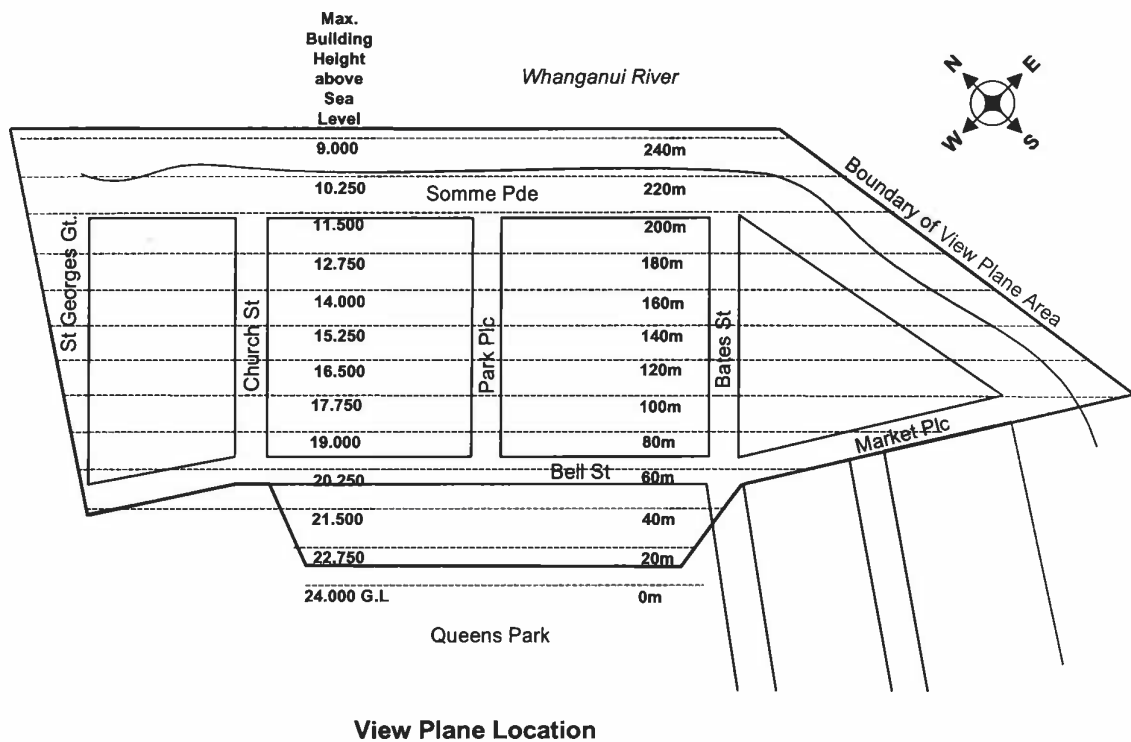 Max.
Building
Height
above
Sea
Level
Whanganui River
N
E
W
S
9.000 240m
10.250 220m
Somme Pde
11.500 200m
12.750 180m
14.000 160m
15.250 140m
16.500 120m
17.750 100m
19.000 80m
20.250 60m
21.500 40m
22.750 20m
24.000 G.L 0m
St Georges Gt.
Church St
Park Plc
Bates St
Boundary of View Plane Area
Market Plc
Bell St
Queens Park
View Plane Location